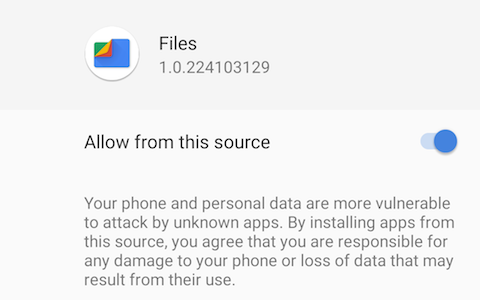 Files
1.0.224103129
Allow from this source
Your phone and personal data are more vulnerable
to attack by unknown apps. By installing apps from
this source, you agree that you are responsible for
any damage to your phone or loss of data that may
result from their use.